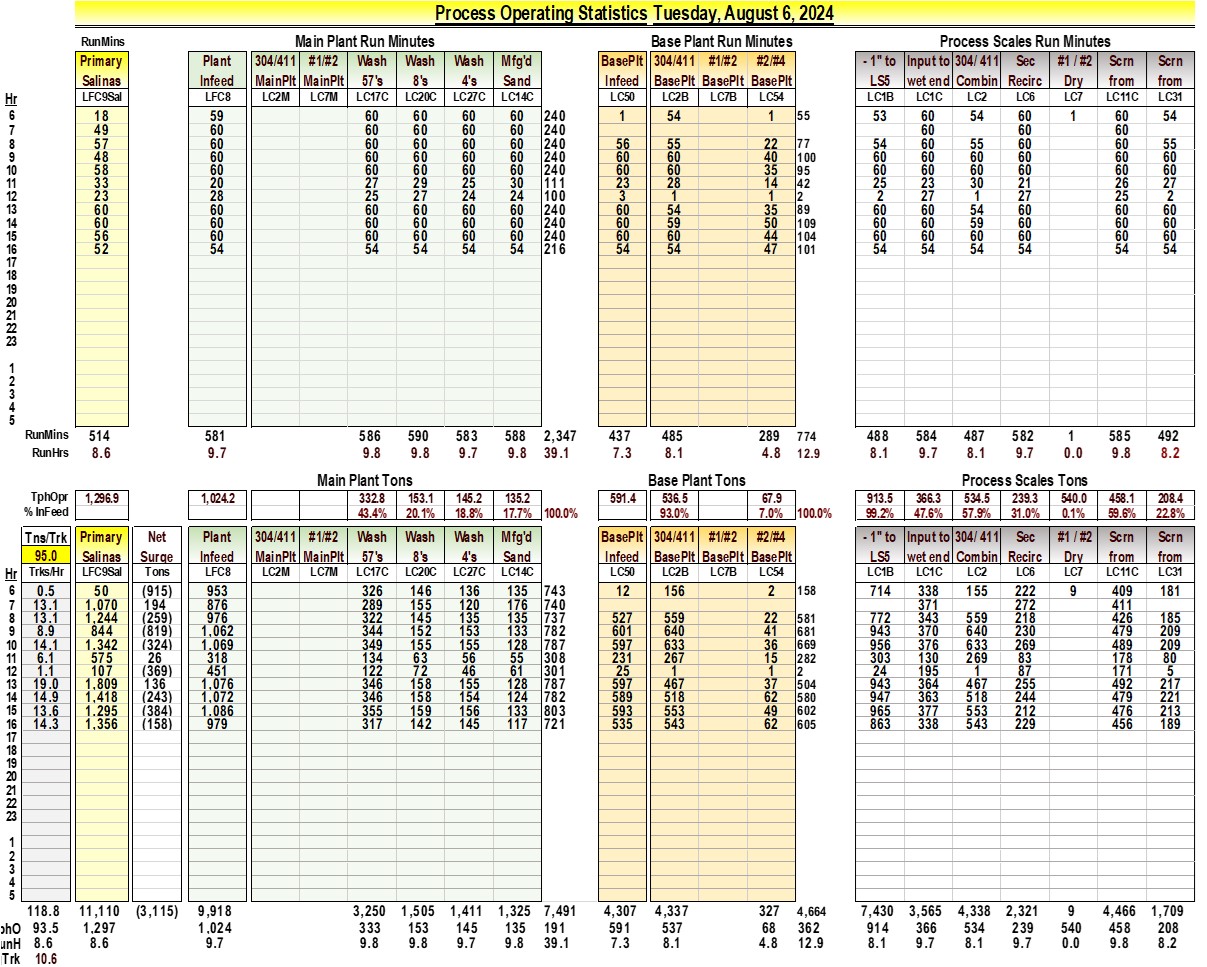 Process Operating Statistics Tuesday, August 6, 2024
RunMins Main Plant Run Minutes Base Plant Run Minutes Process Scales Run Minutes
Primary Plant 304/411 #1/#2 Wash Wash Wash Mfg'd BasePlt 304/411 #1/#2 #2/#4 - 1" to Input to 304/ 411 Sec #1 / #2 Scrn Scrn
Salinas Infeed MainPlt MainPlt 57's 8's 4's Sand Infeed BasePlt BasePlt BasePlt LS5 wet end Combin Recirc Dry from from
Hr LFC9Sal LFC8 LC2M LC7M LC17C LC20C LC27C LC14C LC50 LC2B LC7B LC54 LC1B LC1C LC2 LC6 LC7 LC11C LC31
6 18 59 60 60 60 60 240 1 54 1 55 53 60 54 60 1 60 54
7 49 60 60 60 60 60 240 60 60 60
8 57 60 60 60 60 60 240 56 55 22 77 54 60 55 60 60 55
9 48 60 60 60 60 60 240 60 60 40 100 60 60 60 60 60 60
10 58 60 60 60 60 60 240 60 60 35 95 60 60 60 60 60 60
11 33 20 27 29 25 30 111 23 28 14 42 25 23 30 21 26 27
12 23 28 25 27 24 24 100 3 1 1 2 2 27 1 27 25 2
13 60 60 60 60 60 60 240 60 54 35 89 60 60 54 60 60 60
14 60 60 60 60 60 60 240 60 59 50 109 60 60 59 60 60 60
15 56 60 60 60 60 60 240 60 60 44 104 60 60 60 60 60 60
16 52 54 54 54 54 54 216 54 54 47 101 54 54 54 54 54 54
17
18
19
20
21
22
23
1
2
3
4
5
RunMins 514 581 586 590 583 588 2,347 437 485 289 774 488 584 487 582 1 585 492
RunHrs 8.6 9.7 9.8 9.8 9.7 9.8 39.1 7.3 8.1 4.8 12.9 8.1 9.7 8.1 9.7 0.0 9.8 8.2
Main Plant Tons Base Plant Tons Process Scales Tons
TphOpr 1,296.9 1,024.2 332.8 153.1 145.2 135.2 591.4 536.5 67.9 913.5 366.3 534.5 239.3 540.0 458.1 208.4
% InFeed 43.4% 20.1% 18.8% 17.7% 100.0% 93.0% 7.0% 100.0% 99.2% 47.6% 57.9% 31.0% 0.1% 59.6% 22.8%
Tns/Trk Primary Net Plant 304/411 #1/#2 Wash Wash Wash Mfg'd BasePlt 304/411 #1/#2 #2/#4 - 1" to Input to 304/ 411 Sec #1 / #2 Scrn Scrn
95.0 Salinas Surge Infeed MainPlt MainPlt 57's 8's 4's Sand Infeed BasePlt BasePlt BasePlt LS5 wet end Combin Recirc Dry from from
Hr Trks/Hr LFC9Sal Tons LFC8 LC2M LC7M LC17C LC20C LC27C LC14C LC50 LC2B LC7B LC54 LC1B LC1C LC2 LC6 LC7 LC11C LC31
6 0.5 50 (915) 953 326 146 136 135 743 12 156 2 158 714 338 155 222 9 409 181
7 13.1 1,070 194 876 289 155 120 176 740 371 272 411
8 13.1 1,244 (259) 976 322 145 135 135 737 527 559 22 581 772 343 559 218 426 185
9 8.9 844 (819) 1,062 344 152 153 133 782 601 640 41 681 943 370 640 230 479 209
10 14.1 1,342 (324) 1,069 349 155 155 128 787 597 633 36 669 956 376 633 269 489 209
11 6.1 575 26 318 134 63 56 55 308 231 267 15 282 303 130 269 83 178 80
12 1.1 107 (369) 451 122 72 46 61 301 25 1 1 2 24 195 1 87 171 5
13 19.0 1,809 136 1,076 346 158 155 128 787 597 467 37 504 943 364 467 255 492 217
14 14.9 1,418 (243) 1,072 346 158 154 124 782 589 518 62 580 947 363 518 244 479 221
15 13.6 1,295 (384) 1,086 355 159 156 133 803 593 553 49 602 965 377 553 212 476 213
16 14.3 1,356 (158) 979 317 142 145 117 721 535 543 62 605 863 338 543 229 456 189
17
18
19
20
21
22
23
1
2
3
4
5
118.8 11,110 (3,115) 9,918 3,250 1,505 1,411 1,325 7,491 4,307 4,337 327 4,664 7,430 3,565 4,338 2,321 9 4,466 1,709
phO 93.5 1,297 1,024 333 153 145 135 191 591 537 68 362 914 366 534 239 540 458 208
unH 8.6 8.6 9.7 9.8 9.8 9.7 9.8 39.1 7.3 8.1 4.8 12.9 8.1 9.7 8.1 9.7 0.0 9.8 8.2
Trk 10.6